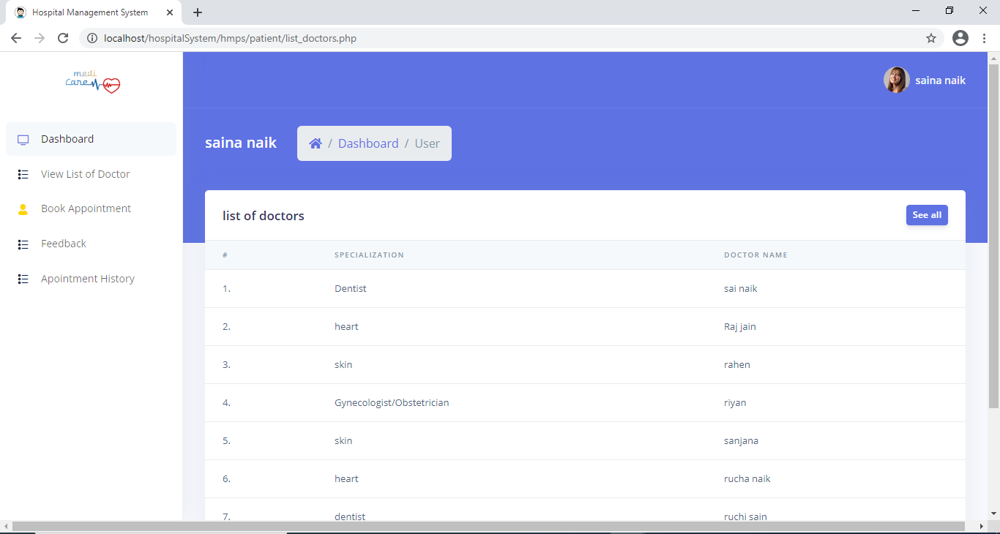 Hospital Management System
localhost/hospitalSystem/hmps/patient/list_doctors.php
medi
care
saina naik
Dashboard
View List of Doctor
Book Appointment
Feedback
Apointment History
saina naik
/ Dashboard / User
list of doctors
See all
# SPECIALIZATION DOCTOR NAME
1. Dentist sai naik
2. heart Raj jain
3. skin rahen
4. Gynecologist/Obstetrician riyan
5. skin sanjana
6. heart rucha naik
7. dentist ruchi sain